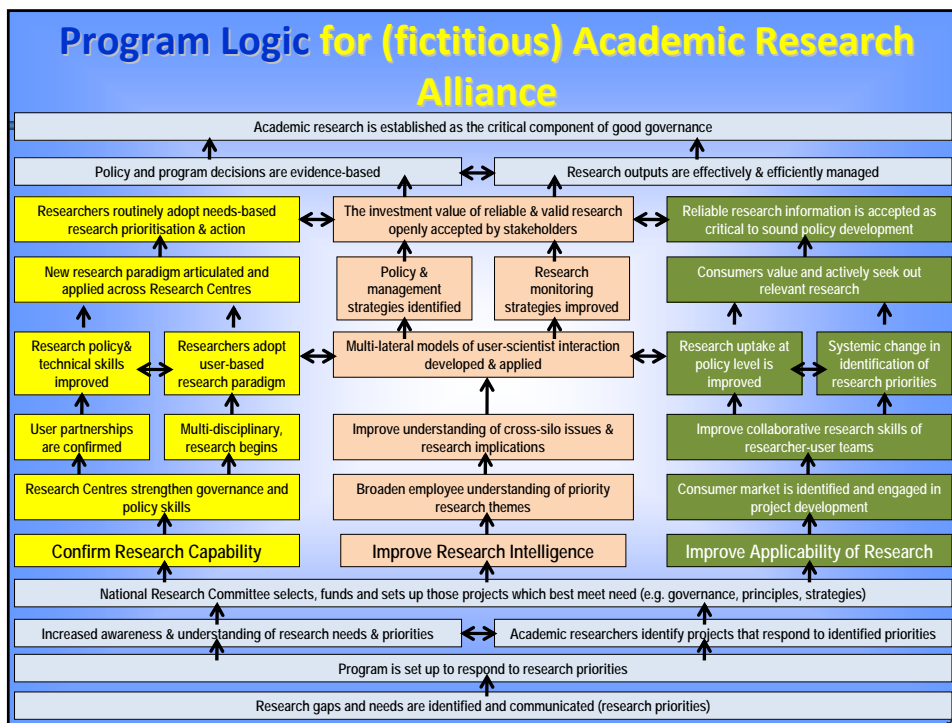 Program Logic for (fictitious) Academic Research
Alliance
Academic research is established as the critical component of good governance
Policy and program decisions are evidence-based
Research outputs are effectively & efficiently managed
Researchers routinely adopt needs-based
research prioritisation & action
The investment value of reliable & valid research
openly accepted by stakeholders
Reliable research information is accepted as
critical to sound policy development
New research paradigm articulated and
applied across Research Centres
Policy &
management
strategies identified
Research
monitoring
strategies improved
Consumers value and actively seek out
relevant research
Research policy&
technical skills
improved
Researchers adopt
user-based
research paradigm
Multi-lateral models of user-scientist interaction
developed & applied
Research uptake at
policy level is
improved
Systemic change in
identification of
research priorities
User partnerships
are confirmed
Multi-disciplinary,
research begins
Improve understanding of cross-silo issues &
research implications
Improve collaborative research skills of
researcher-user teams
Research Centres strengthen governance and
policy skills
Broaden employee understanding of priority
research themes
Consumer market is identified and engaged in
project development
Confirm Research Capability
Improve Research Intelligence
Improve Applicability of Research
National Research Committee selects, funds and sets up those projects which best meet need (e.g. governance, principles, strategies)
Increased awareness & understanding of research needs & priorities
Academic researchers identify projects that respond to identified priorities
Program is set up to respond to research priorities
Research gaps and needs are identified and communicated (research priorities)